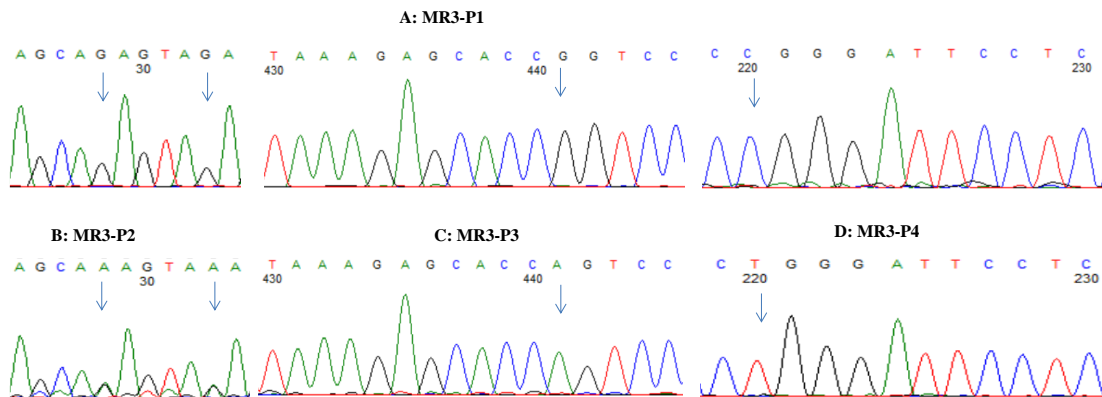 A: MR3-P1
A G C A G A G T A G A
30
T A A A G A G C A C C G G T C C
430 440
C C G G G A T T C C T C
220 230
B: MR3-P2 C: MR3-P3 D: MR3-P4
A G C A A A G T A A A
30
T A A A G A G C A C C A G T C C
430 440
C T G G G A T T C C T C
220 230